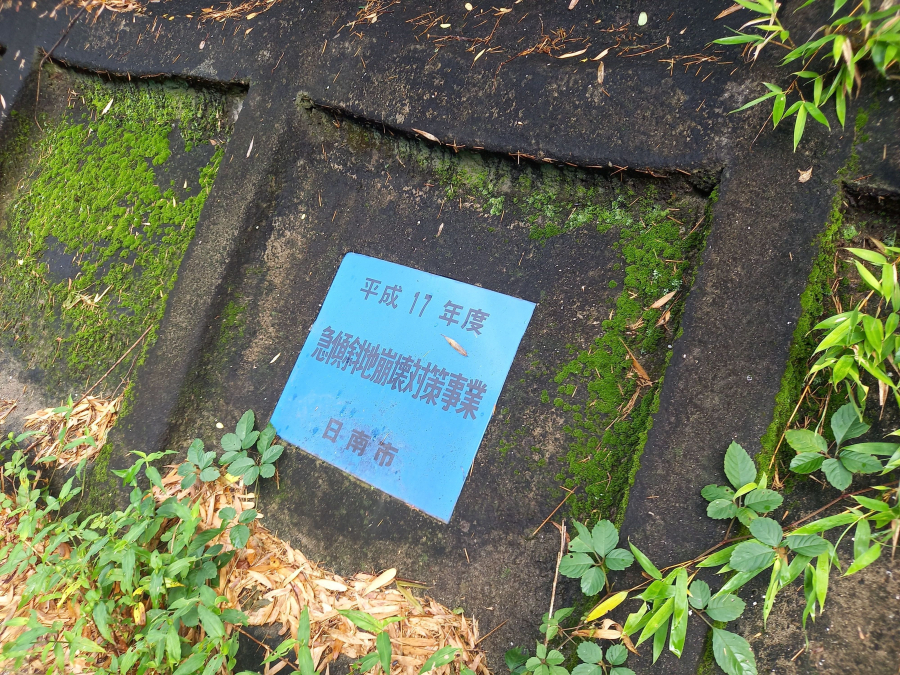 平成 17 年度
急傾斜地崩壊対策事業
日南市